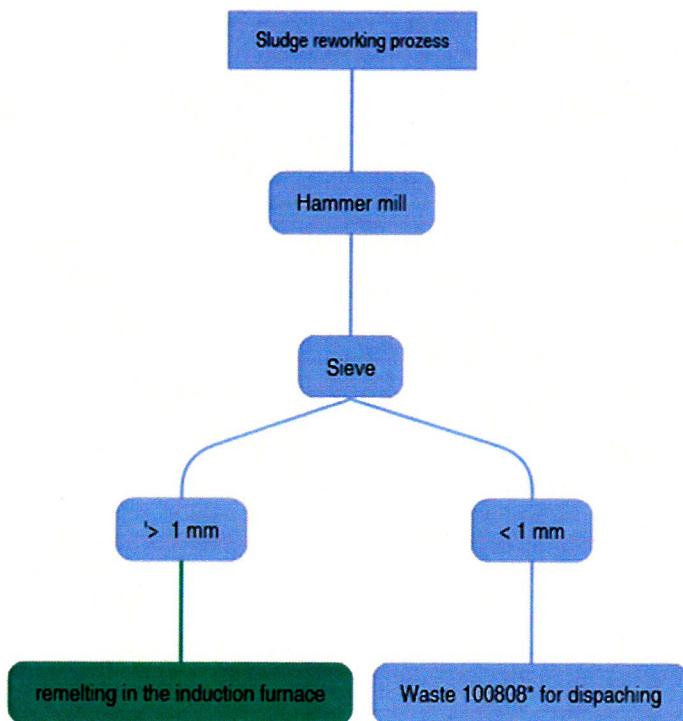 Sludge reworking prozess
Hammer mill
Sieve
'> 1 mm
< 1 mm
remelting in the induction furnace
Waste 100808* for dispaching